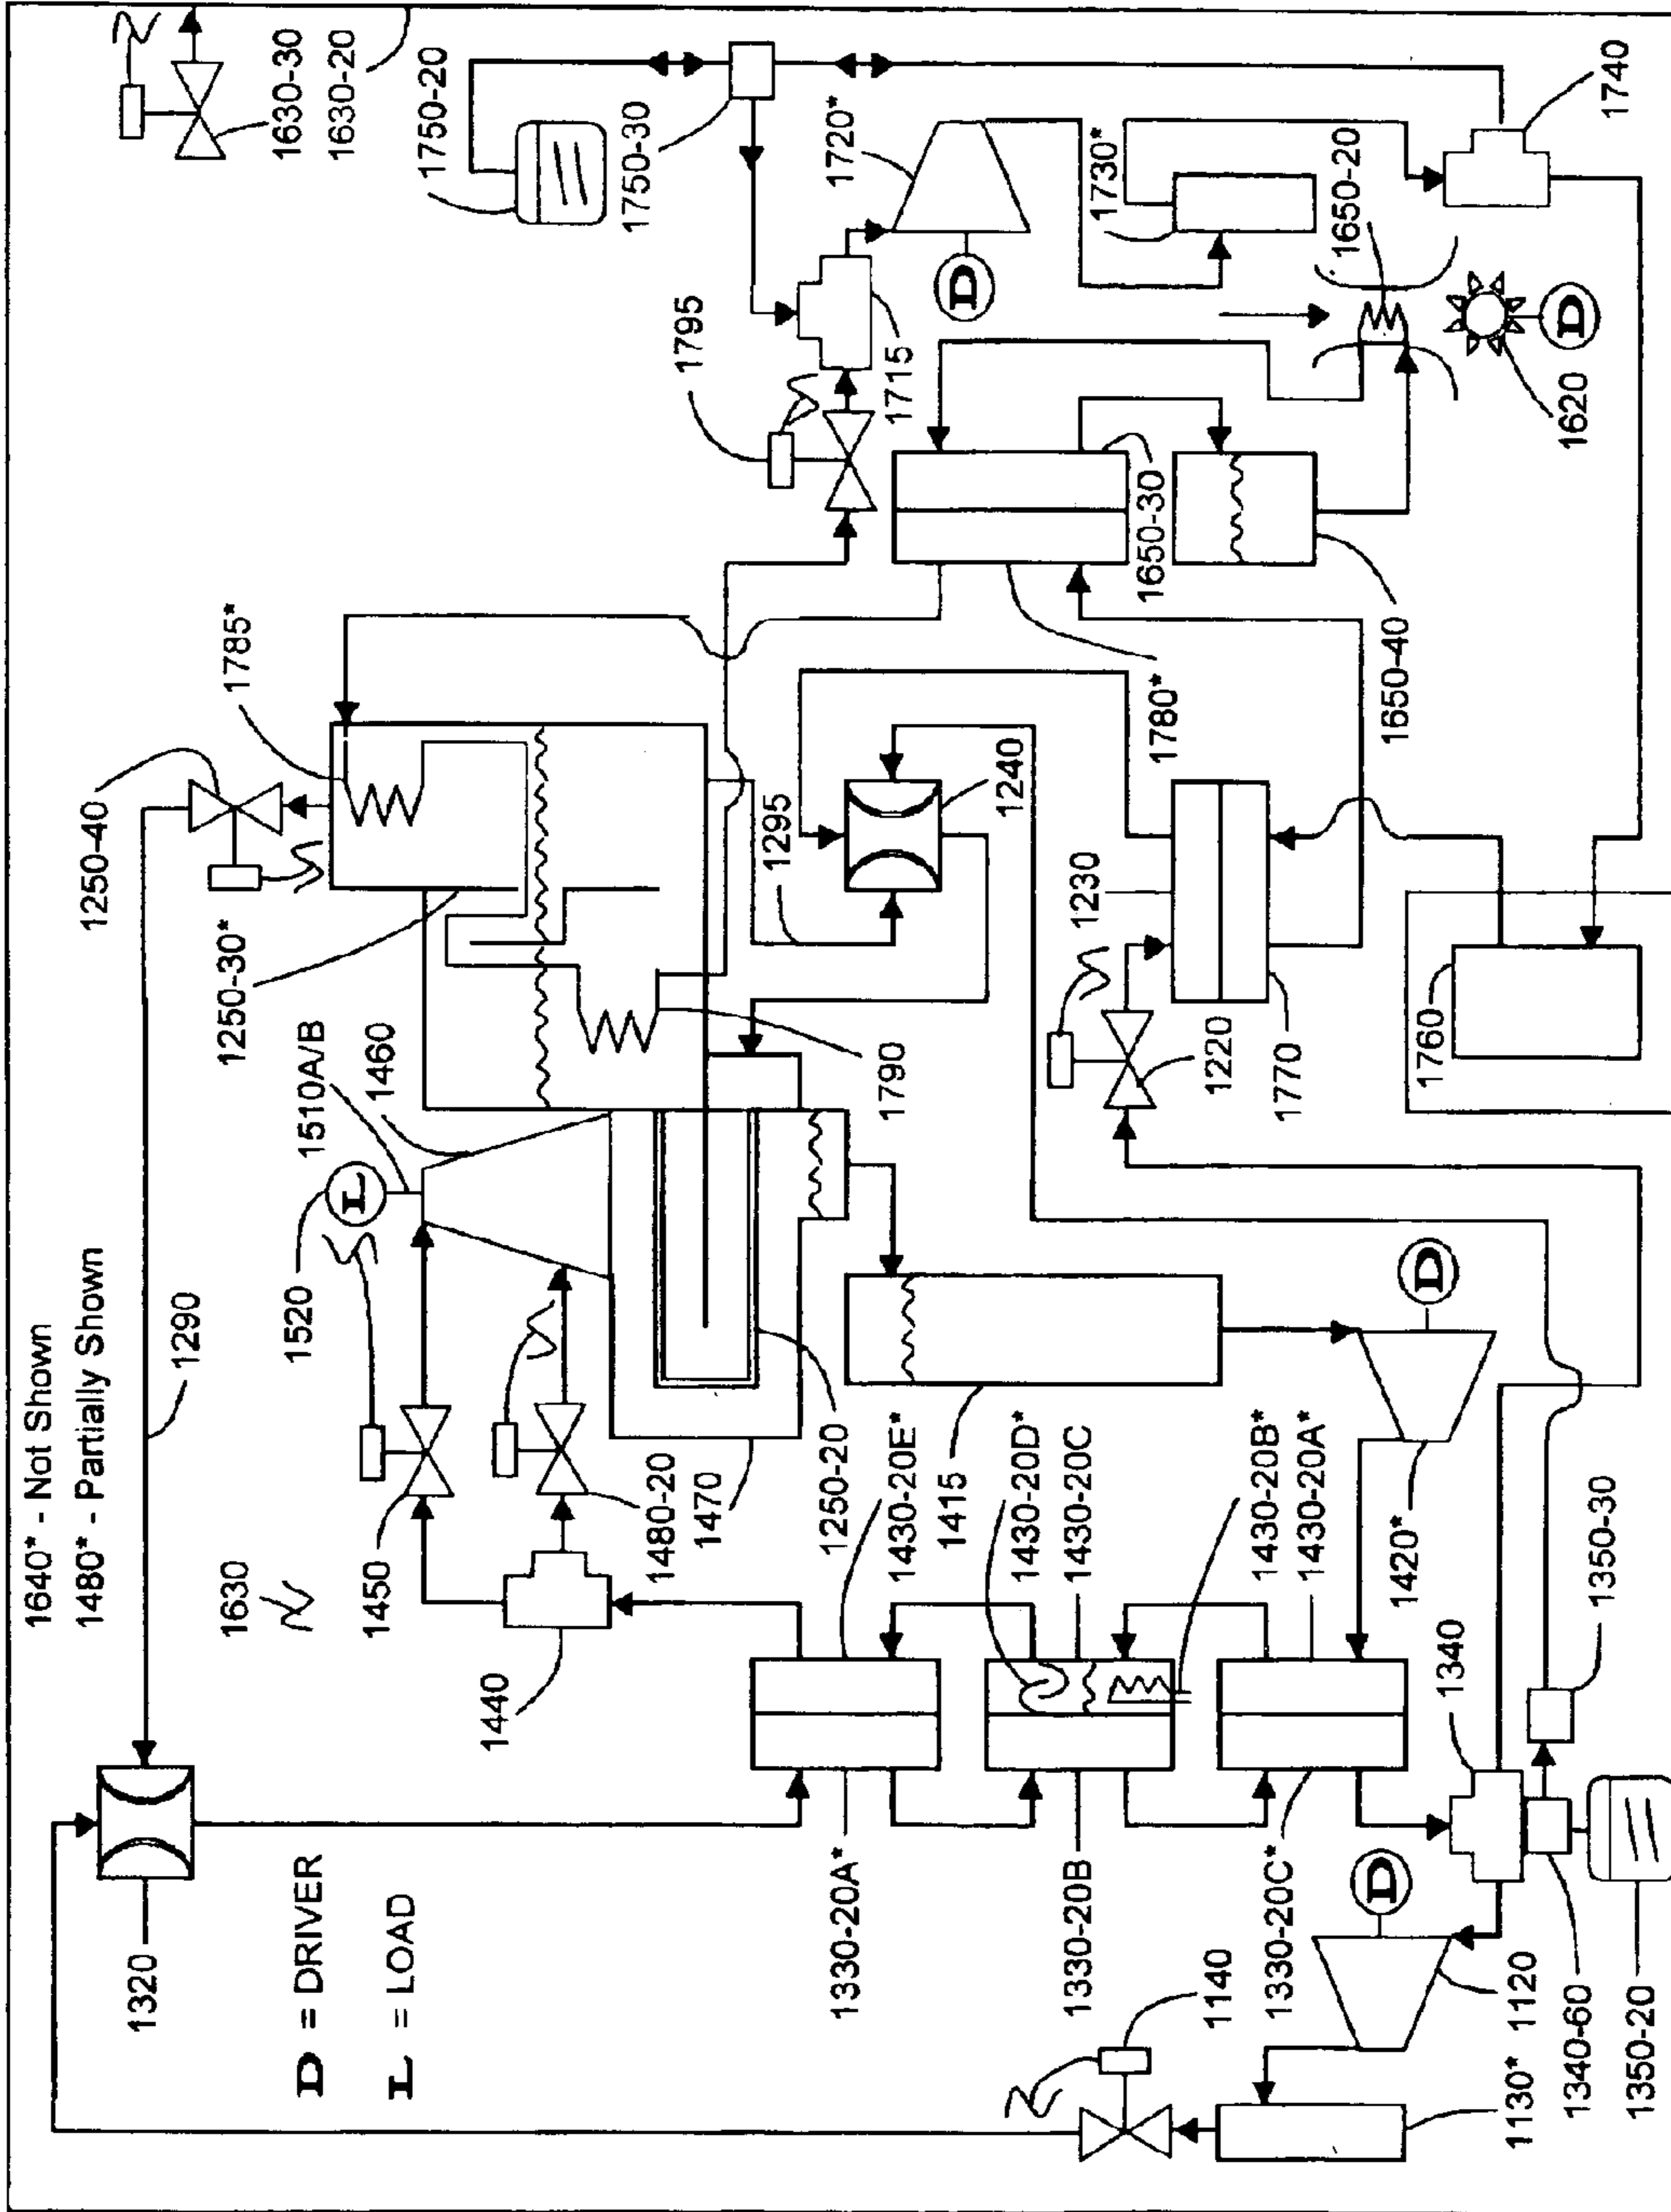 1640* - Not Shown
1480* - Partially Shown
1630
1290
1320
D = DRIVER
L = LOAD
1250-40
1785*
1630-30
1630-20
1250-30*
1750-20
1510A/B
1520
L
1460
1750-30
1450
1440
1480-20
1470
1795
1720*
1715
D
1250-20
1790
1295
1240
1730*
1430-20E*
1430-20D*
1430-20C
1430-20B*
1430-20A*
1415
1650-30
1650-20
1330-20A*
1330-20B
1330-20C*
1230
1220
1770
1780*
1650-40
1740
1620
D
1140
D
D
1420*
1340
1350-30
1760
1130*
1120
1340-60
1350-20